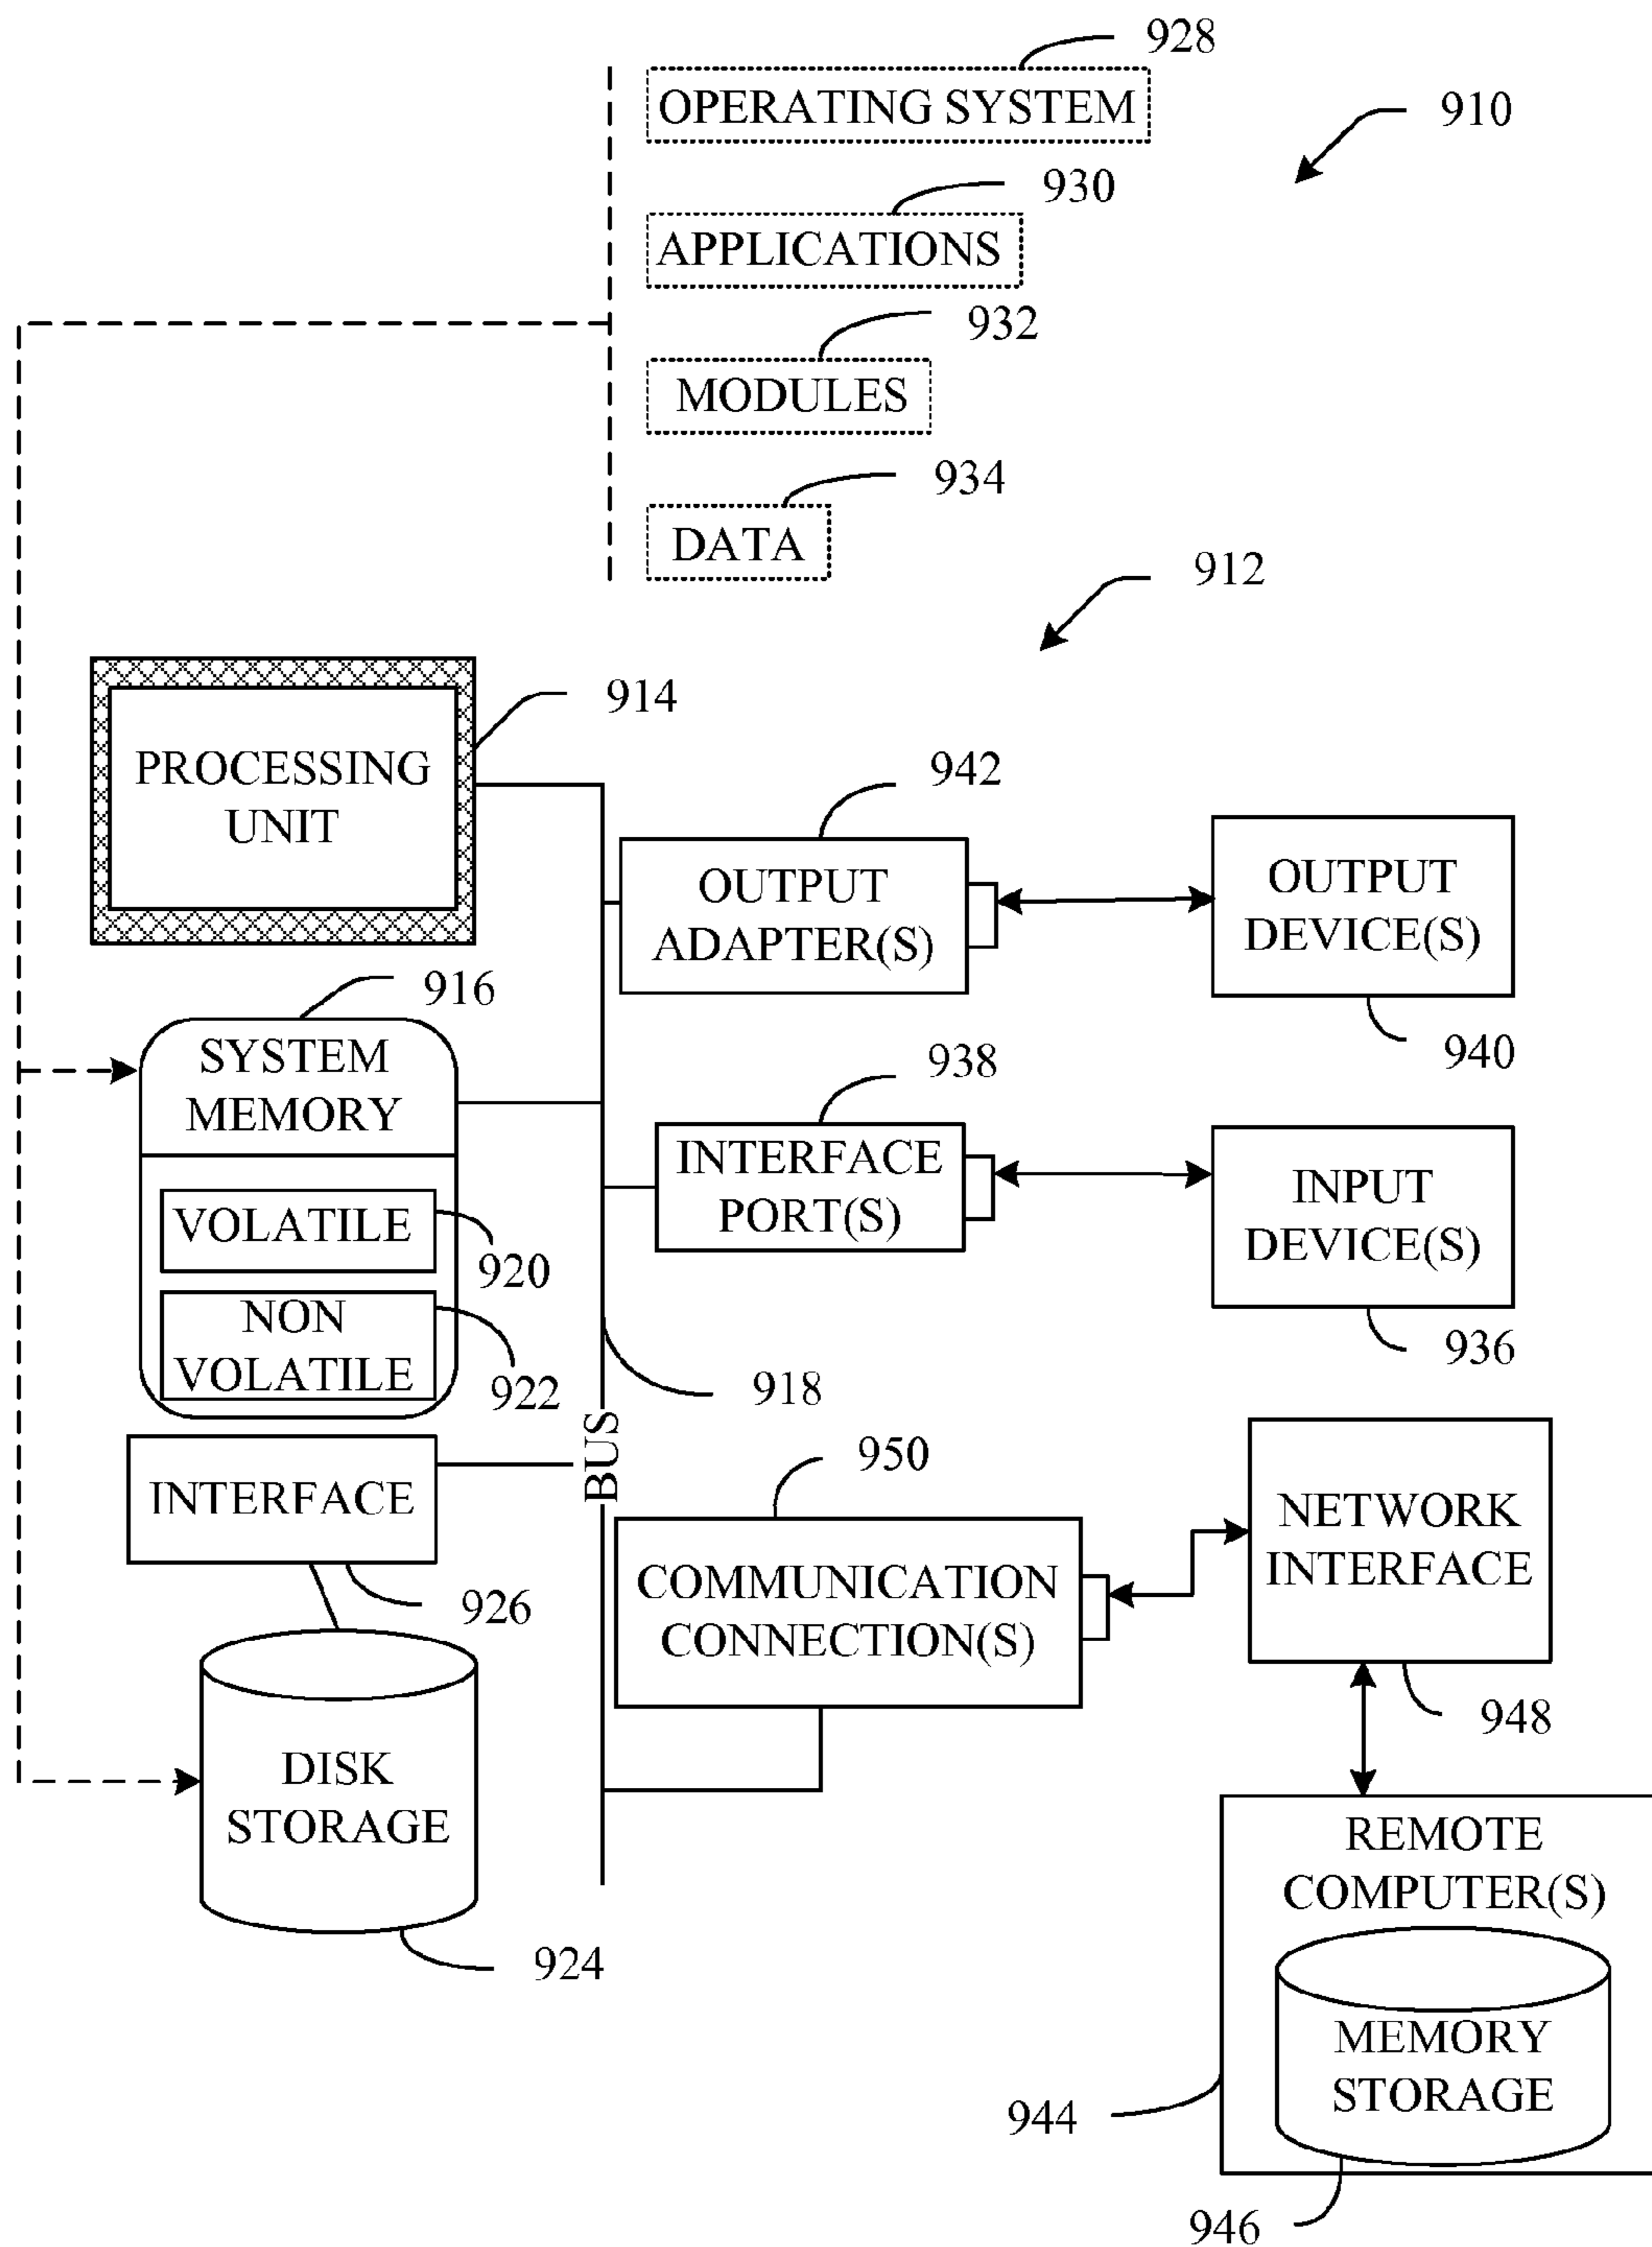 928
OPERATING SYSTEM
910
930
APPLICATIONS
932
MODULES
934
DATA
912
914
PROCESSING
UNIT
942
OUTPUT
ADAPTER(S)
OUTPUT
DEVICE(S)
940
916
SYSTEM
MEMORY
VOLATILE
920
NON
VOLATILE
922
938
INTERFACE
PORT(S)
INPUT
DEVICE(S)
936
918
BUS
INTERFACE
926
950
COMMUNICATION
CONNECTION(S)
NETWORK
INTERFACE
948
DISK
STORAGE
924
REMOTE
COMPUTER(S)
MEMORY
STORAGE
944
946